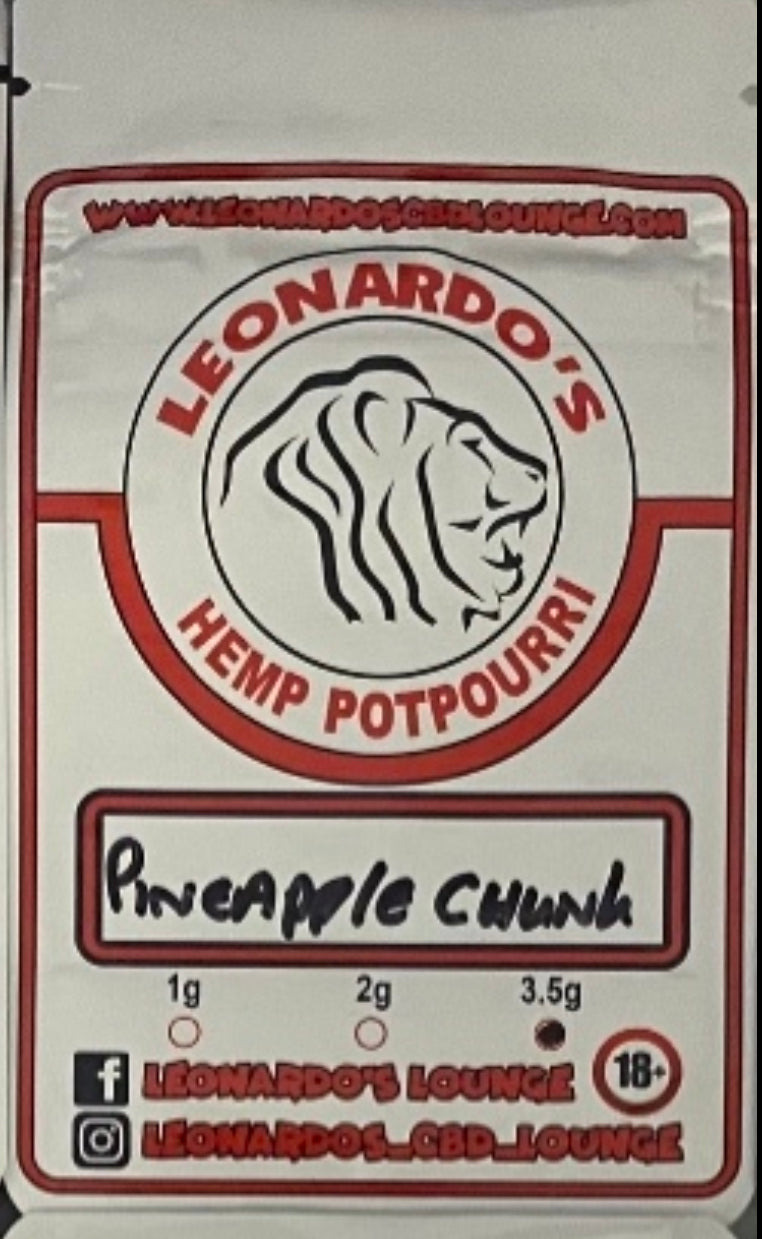 WWW.LEONARDOSCBDLOUNGE.COM
LEONARDO'S
HEMP POTPOURRI
PINEAPPlE CHUNK
1g 2g 3.5g
18+
f LEONARDO'S LOUNGE
LEONARDOS_CBD_LOUNGE